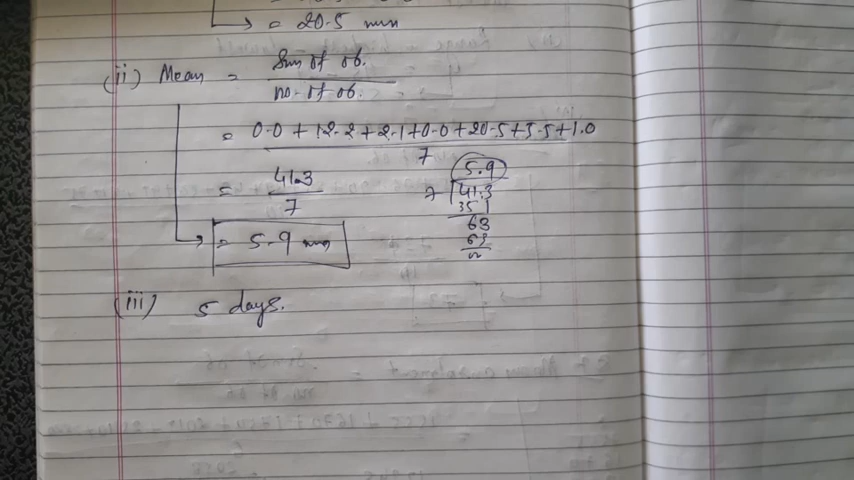 = 20.5 mm
(ii) Mean = Sum of ob.
no. of ob.
= 0.0 + 12.2 + 2.1 + 0.0 + 20.5 + 5.5 + 1.0
7
= 41.3
7
5.9
7 41.3
35
63
63
= 5.9 mm
(iii) 5 days.